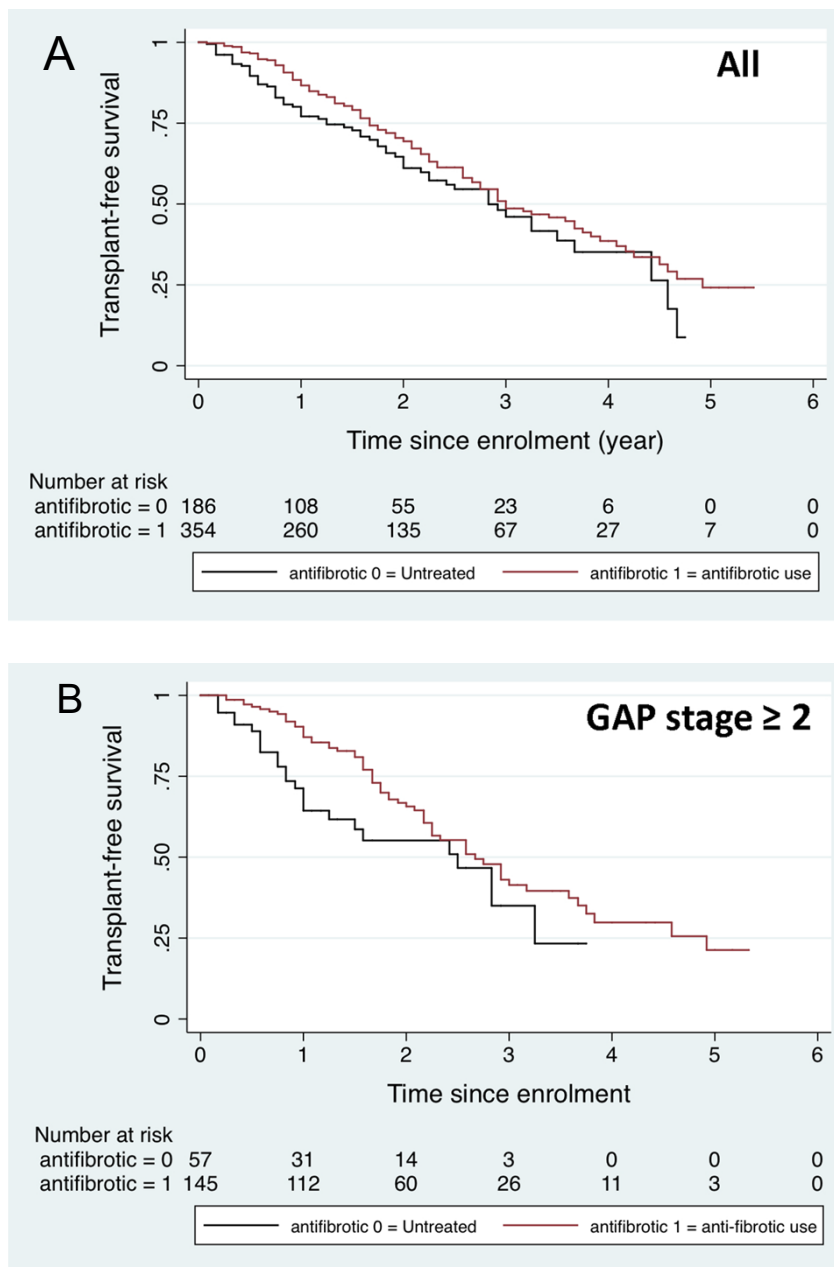 A
All
Transplant-free survival
1
.75
0.50
.25
0
0 1 2 3 4 5 6
Time since enrolment (year)
Number at risk
antifibrotic = 0 186 108 55 23 6 0 0
antifibrotic = 1 354 260 135 67 27 7 0
antifibrotic 0 = Untreated antifibrotic 1 = antifibrotic use
B
GAP stage ≥ 2
Transplant-free survival
1
.75
.50
.25
0
0 1 2 3 4 5 6
Time since enrolment
Number at risk
antifibrotic = 0 57 31 14 3 0 0 0
antifibrotic = 1 145 112 60 26 11 3 0
antifibrotic 0 = Untreated antifibrotic 1 = anti-fibrotic use